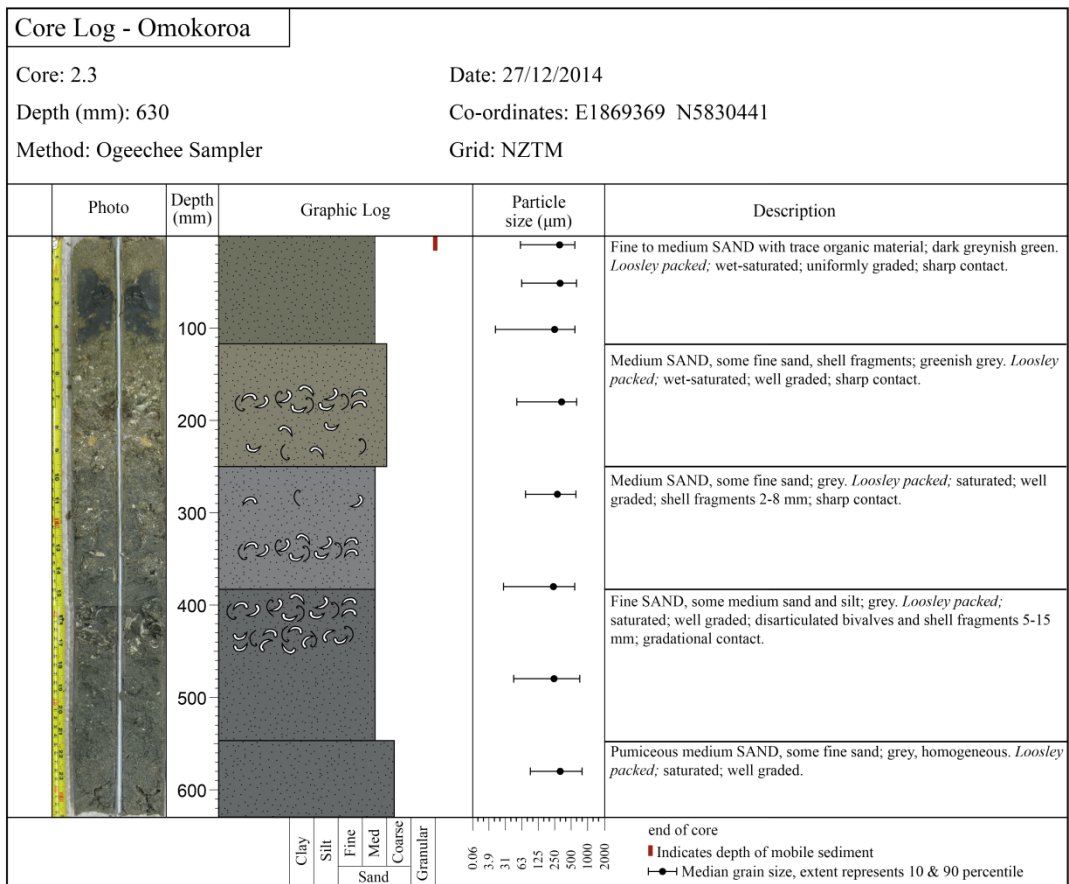 Core Log - Omokoroa
Core: 2.3
Date: 27/12/2014
Depth (mm): 630
Co-ordinates: E1869369 N5830441
Method: Ogeechee Sampler
Grid: NZTM
Photo
Depth
(mm)
Graphic Log
Particle
size (μm)
Description
Fine to medium SAND with trace organic material; dark greynish green.
Loosley packed; wet-saturated; uniformly graded; sharp contact.
100
Medium SAND, some fine sand, shell fragments; greenish grey. Loosley
packed; wet-saturated; well graded; sharp contact.
200
Medium SAND, some fine sand; grey. Loosley packed; saturated; well
graded; shell fragments 2-8 mm; sharp contact.
300
400
Fine SAND, some medium sand and silt; grey. Loosley packed;
saturated; well graded; disarticulated bivalves and shell fragments 5-15
mm; gradational contact.
500
Pumiceous medium SAND, some fine sand; grey, homogeneous. Loosley
packed; saturated; well graded.
600
Clay
Silt
Fine
Med
Coarse
Granular
Sand
0.06
3.9
31
63
125
250
500
1000
2000
end of core
Indicates depth of mobile sediment
Median grain size, extent represents 10 & 90 percentile